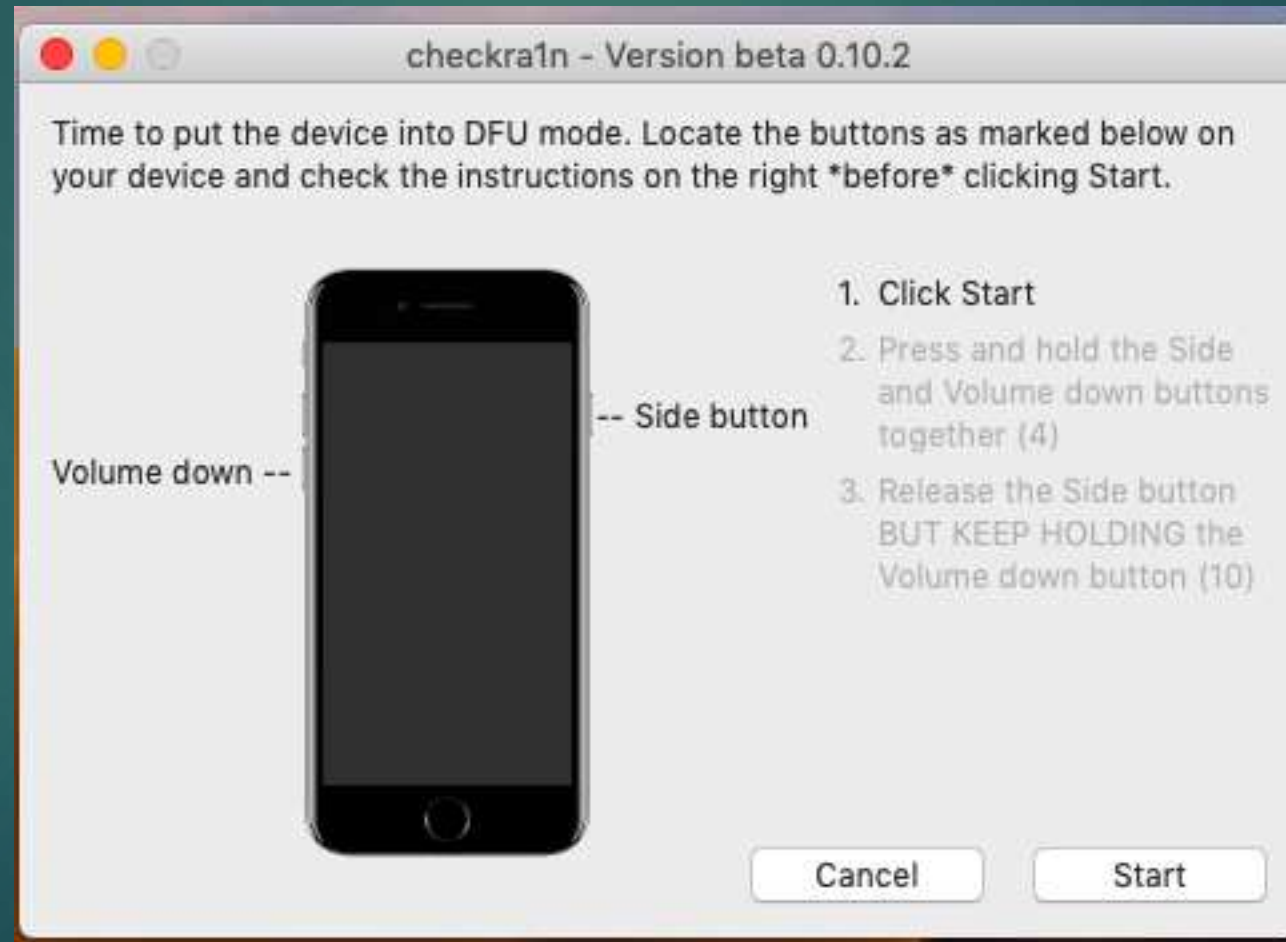 checkra1n - Version beta 0.10.2
Time to put the device into DFU mode. Locate the buttons as marked below on
your device and check the instructions on the right *before* clicking Start.
Volume down --
-- Side button
1. Click Start
2. Press and hold the Side
and Volume down buttons
together (4)
3. Release the Side button
BUT KEEP HOLDING the
Volume down button (10)
Cancel
Start